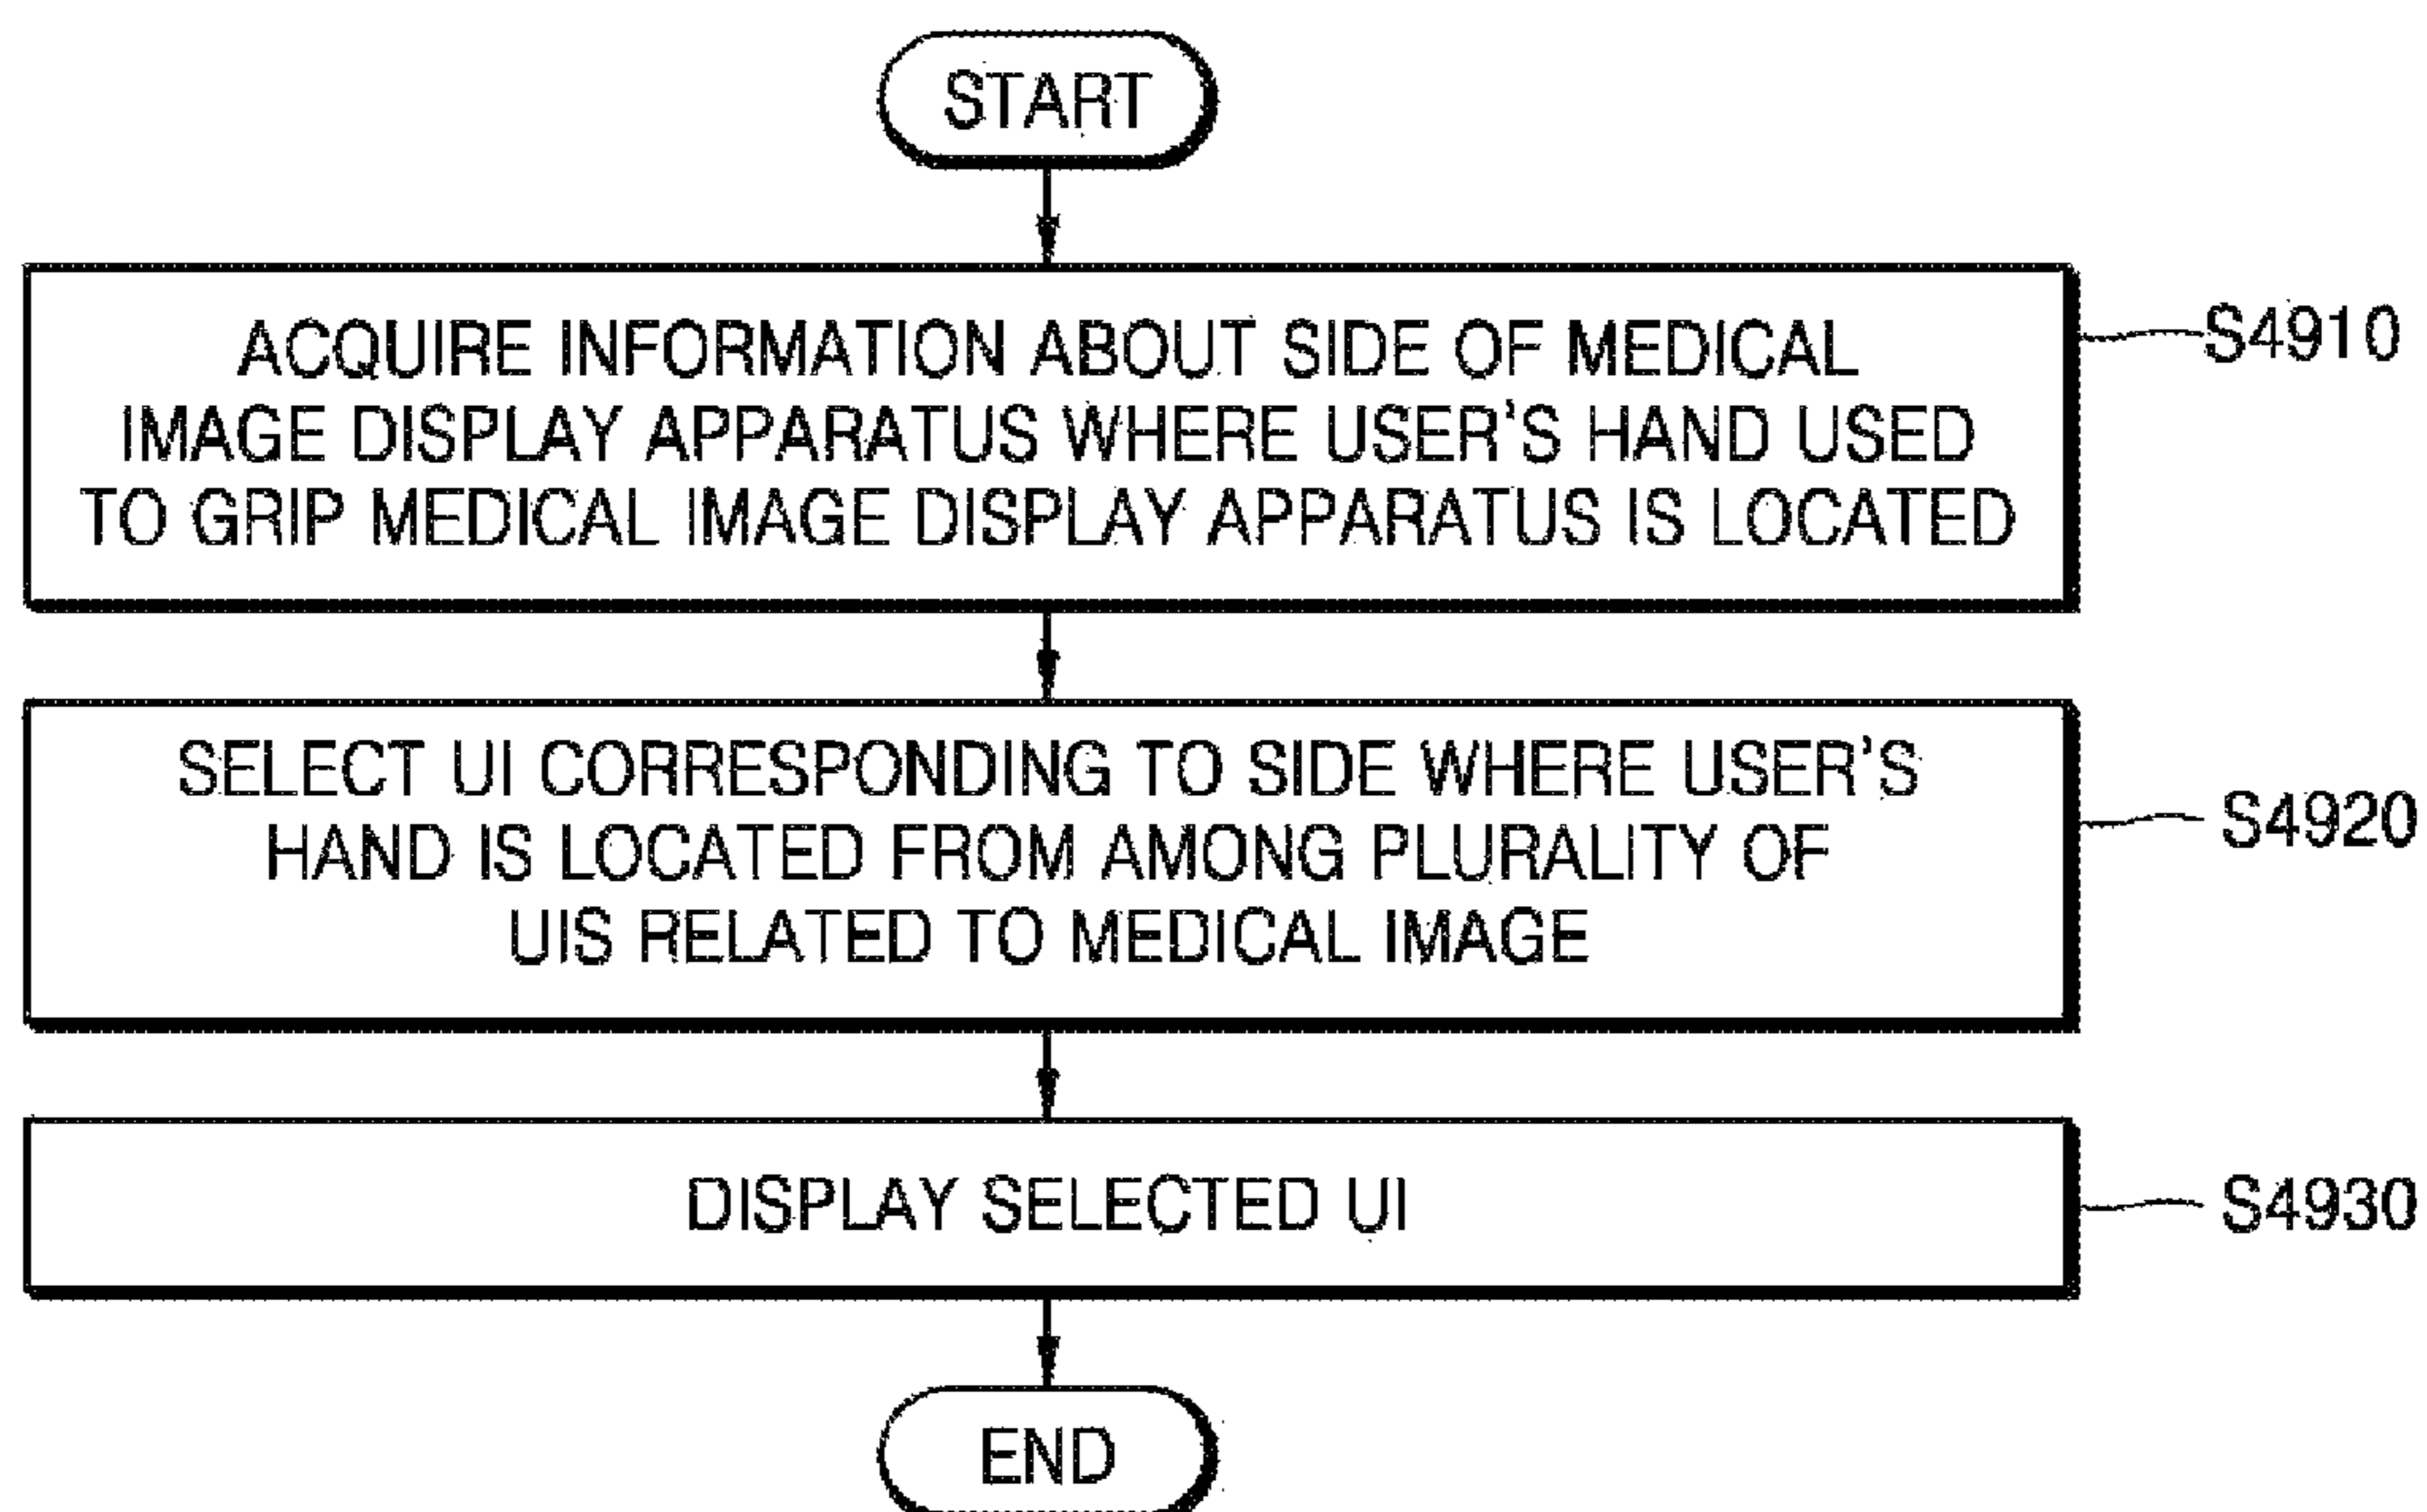 START
ACQUIRE INFORMATION ABOUT SIDE OF MEDICAL
IMAGE DISPLAY APPARATUS WHERE USER'S HAND USED
TO GRIP MEDICAL IMAGE DISPLAY APPARATUS IS LOCATED
S4910
SELECT UI CORRESPONDING TO SIDE WHERE USER'S
HAND IS LOCATED FROM AMONG PLURALITY OF
UIS RELATED TO MEDICAL IMAGE
S4920
DISPLAY SELECTED UI
S4930
END